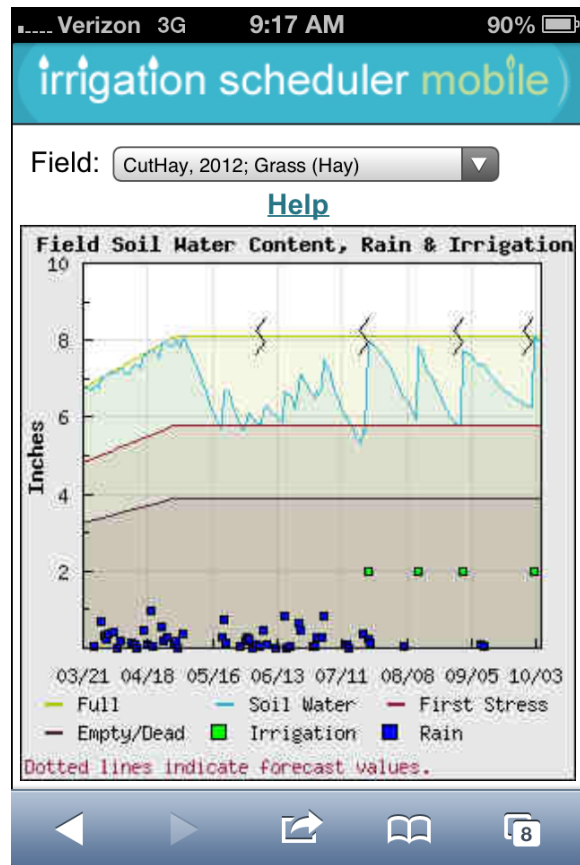 Verizon 3G 9:17 AM 90%
irrigation scheduler mobile
Field: CutHay, 2012; Grass (Hay)
Help
Field Soil Water Content, Rain & Irrigation
10
8
6
4
2
Inches
03/21 04/18 05/16 06/13 07/11 08/08 09/05 10/03
Full Soil Water First Stress
Empty/Dead Irrigation Rain
Dotted lines indicate forecast values.
8